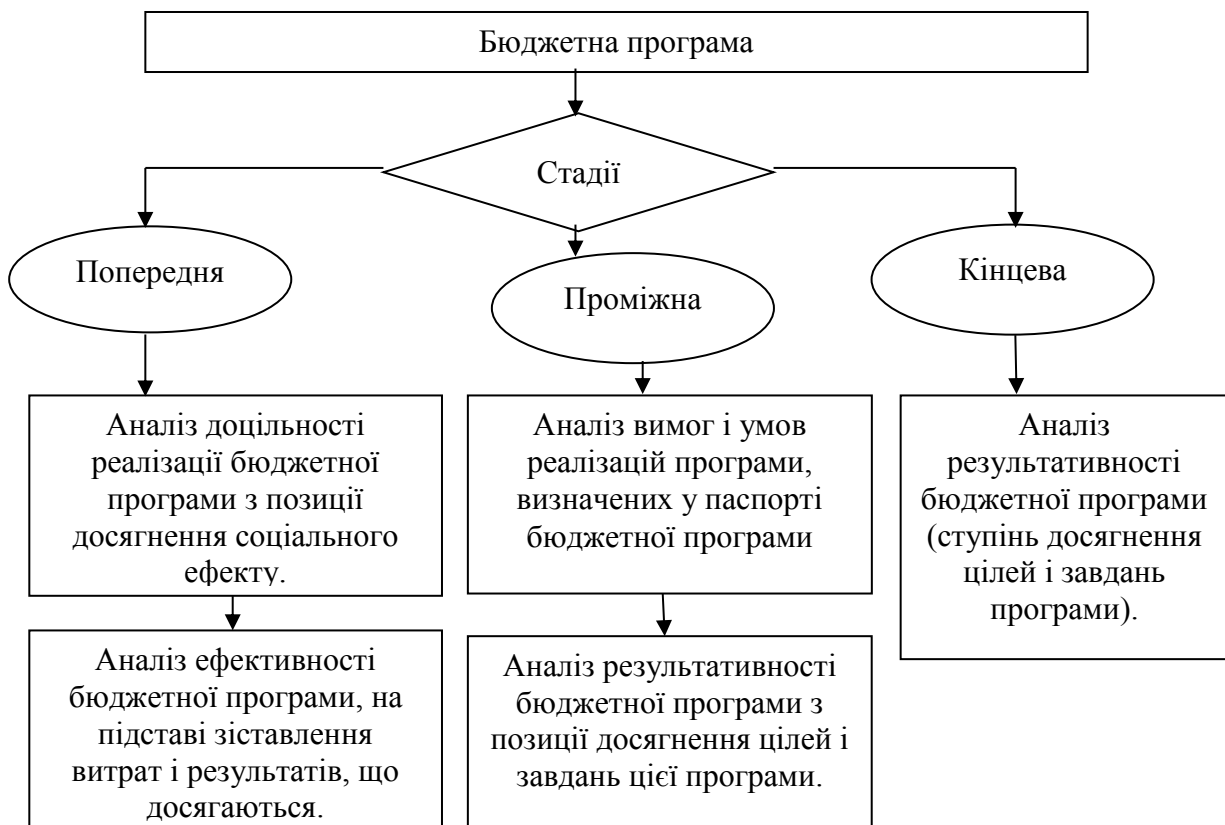 Бюджетна програма
Стадії
Попередня
Проміжна
Кінцева
Аналіз доцільності
реалізації бюджетної
програми з позиції
досягнення соціального
ефекту.
Аналіз вимог і умов
реалізацій програми,
визначених у паспорті
бюджетної програми
Аналіз
результативності
бюджетної програми
(ступінь досягнення
цілей і завдань
програми).
Аналіз ефективності
бюджетної програми, на
підставі зіставлення
витрат і результатів, що
досягаються.
Аналіз результативності
бюджетної програми з
позиції досягнення цілей і
завдань цієї програми.